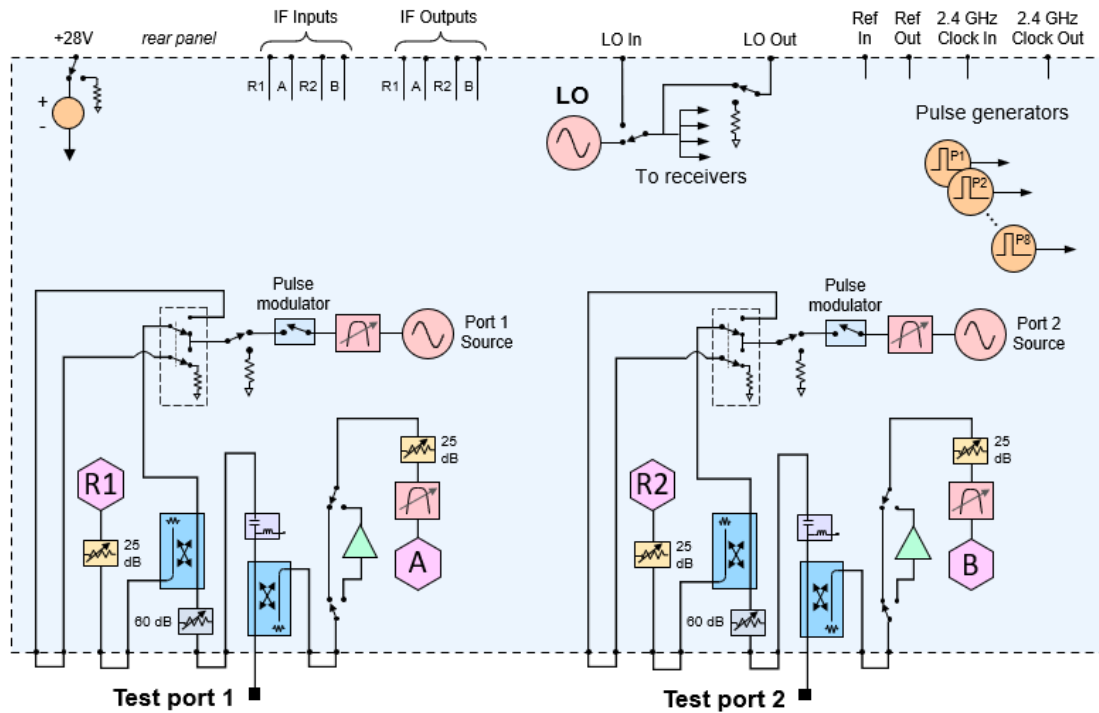 IF Inputs
IF Outputs
Ref
In
Ref
Out
2.4 GHz
Clock In
2.4 GHz
Clock Out
+28V
rear panel
LO In
LO Out
R1
A
R2
B
R1
A
R2
B
+
-
LO
To receivers
Pulse generators
P1
P2
P8
Pulse
modulator
Port 1
Source
Pulse
modulator
Port 2
Source
R1
25
dB
25
dB
A
60 dB
R2
25
dB
25
dB
B
60 dB
Test port 1
Test port 2